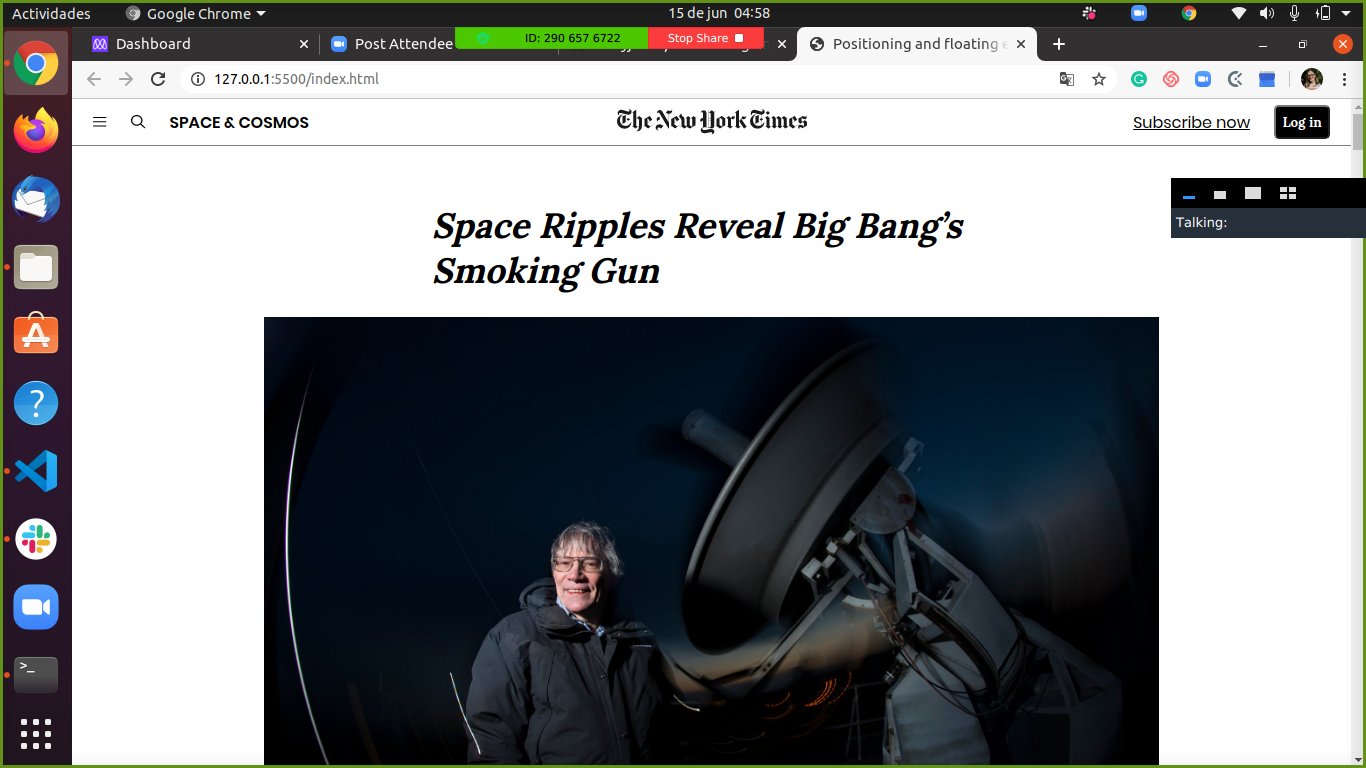 Actividades
Google Chrome
15 de jun 04:58
Dashboard
Post Attendee
ID: 290 657 6722
Stop Share
Positioning and floating e
127.0.0.1:5500/index.html
SPACE & COSMOS
The New York Times
Subscribe now
Log in
Talking:
Space Ripples Reveal Big Bang’s
Smoking Gun
?
>_